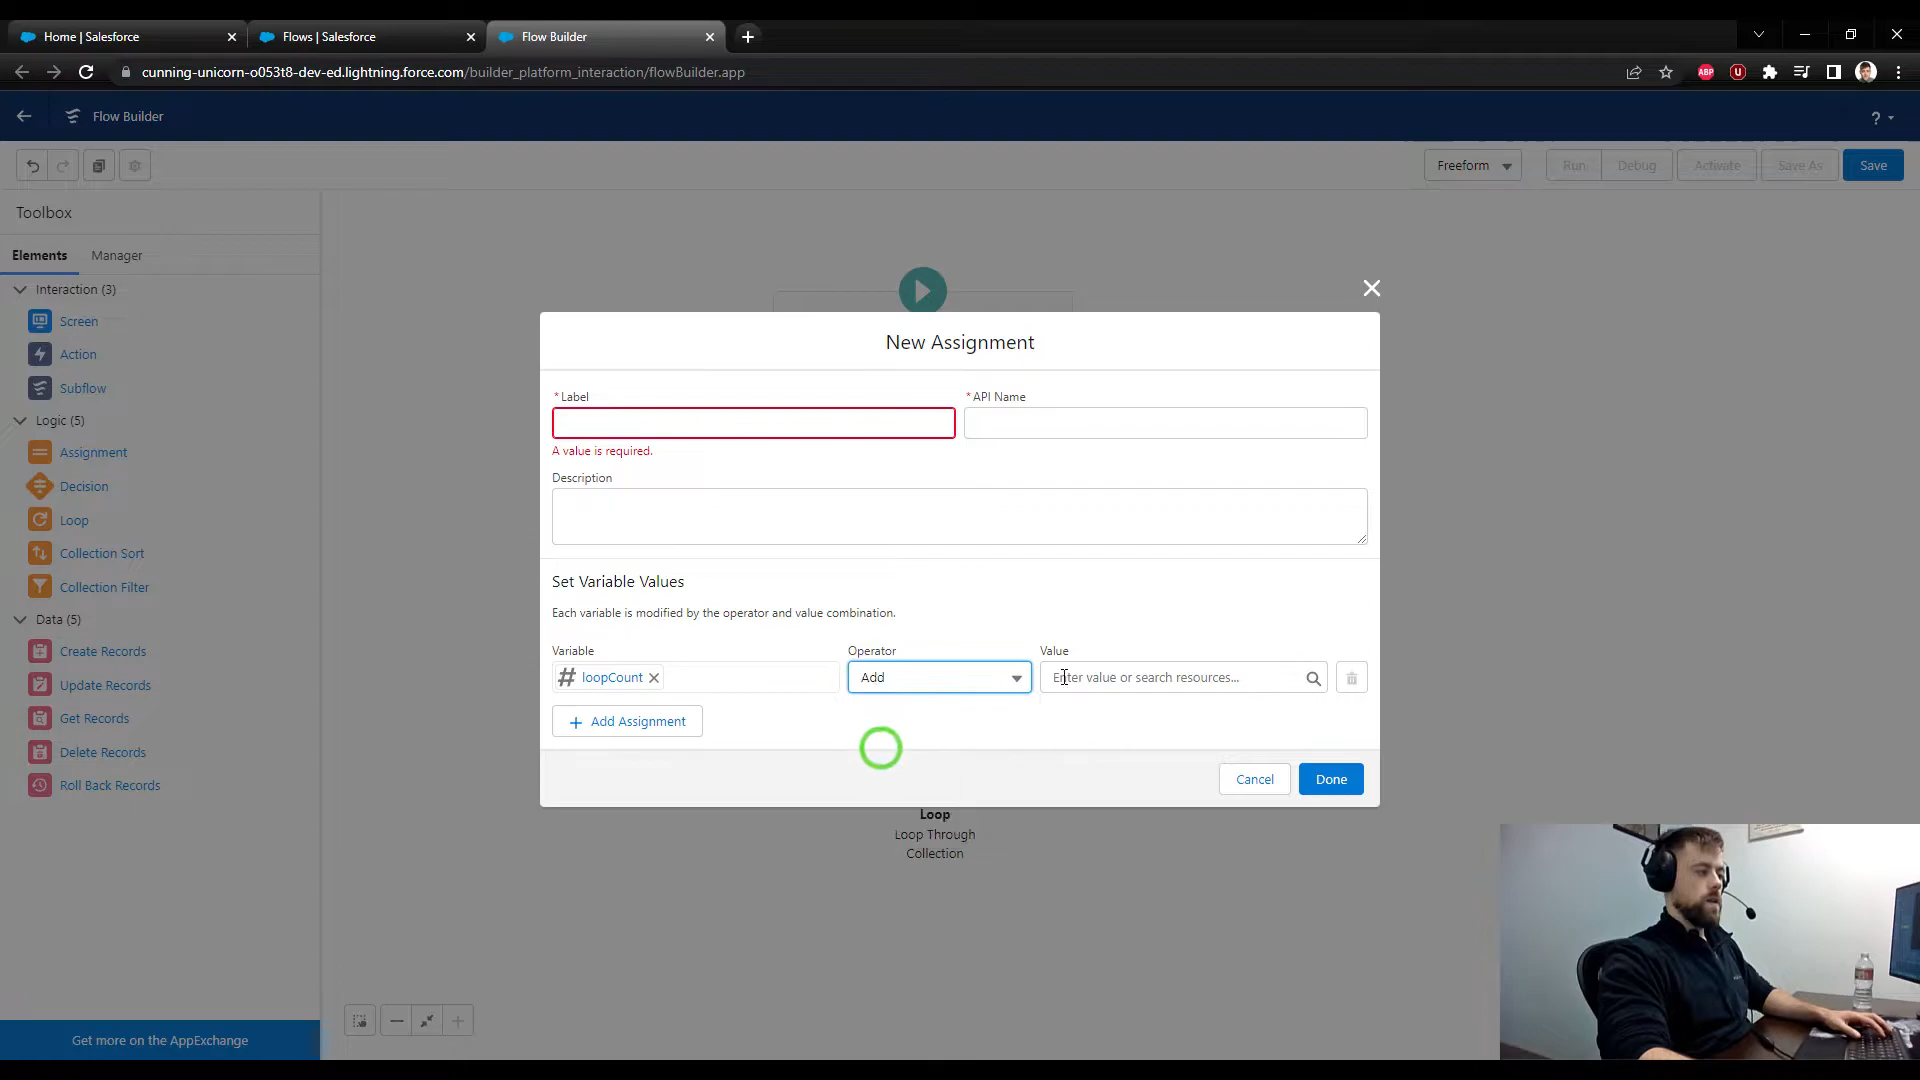 Home | Salesforce
Flows | Salesforce
Flow Builder
cunning-unicorn-o053t8-dev-ed.lightning.force.com/builder_platform_interaction/flowBuilder.app
ABP
Flow Builder
?
Freeform
Run
Debug
Activate
Save As
Save
Toolbox
Elements
Manager
Interaction (3)
Screen
Action
Subflow
Logic (5)
Assignment
Decision
Loop
Collection Sort
Collection Filter
Data (5)
Create Records
Update Records
Get Records
Delete Records
Roll Back Records
Get more on the AppExchange
New Assignment
* Label
* API Name
A value is required.
Description
Set Variable Values
Each variable is modified by the operator and value combination.
Variable
Operator
Value
# loopCount
Add
Enter value or search resources...
+ Add Assignment
Cancel
Done
Loop
Loop Through
Collection